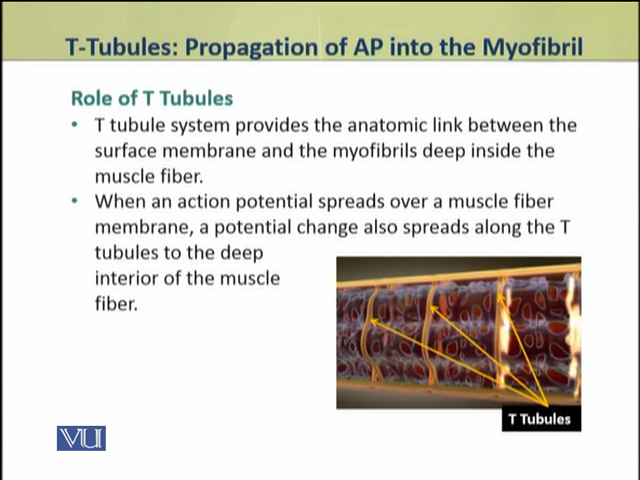 T-Tubules: Propagation of AP into the Myofibril
Role of T Tubules
• T tubule system provides the anatomic link between the
surface membrane and the myofibrils deep inside the
muscle fiber.
• When an action potential spreads over a muscle fiber
membrane, a potential change also spreads along the T
tubules to the deep
interior of the muscle
fiber.
T Tubules
VU